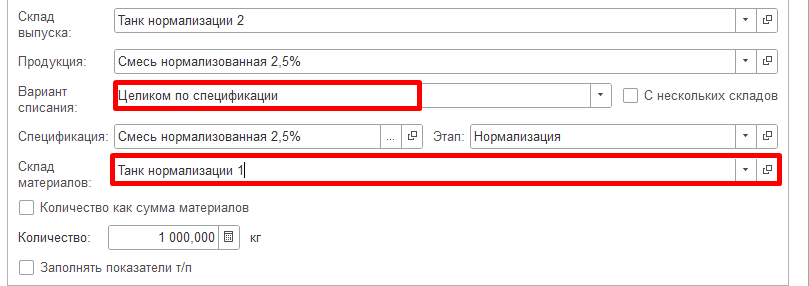 Склад выпуска: Танк нормализации 2
Продукция: Смесь нормализованная 2,5%
Вариант списания: Целиком по спецификации С нескольких складов
Спецификация: Смесь нормализованная 2,5% ... Этап: Нормализация
Склад материалов: Танк нормализации 1
Количество как сумма материалов
Количество: 1 000,000 кг
Заполнять показатели т/п